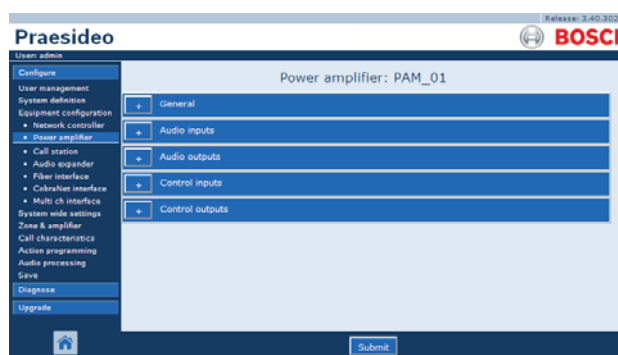 Release: 3.40.302
Praesideo
BOSCH
User: admin
Configure
User management
System definition
Equipment configuration
• Network controller
• Power amplifier
• Call station
• Audio expander
• Fiber interface
• CobraNet interface
• Multi ch interface
System wide settings
Zone & amplifier
Call characteristics
Action programming
Audio processing
Save
Diagnose
Upgrade
Power amplifier: PAM_01
+ General
+ Audio inputs
+ Audio outputs
+ Control inputs
+ Control outputs
Submit